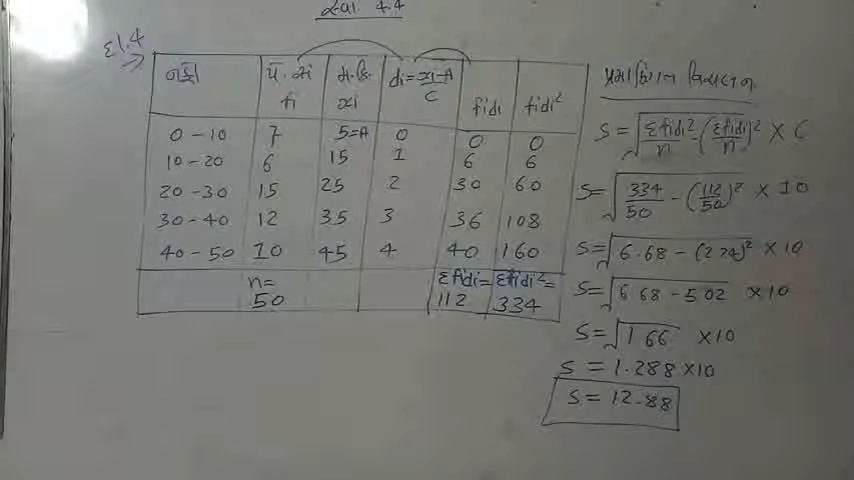 સ્વા. 4.4
દા.4 ⇒
નફો પ. સં fi મ.કિ. xi di = xi-A/C fidi fidi²
0-10 7 5=A 0 0 0
10-20 6 15 1 6 6
20-30 15 25 2 30 60
30-40 12 35 3 36 108
40-50 10 45 4 40 160
n= 50 Σfidi= 112 Σfidi²= 334
પ્રમાણિત વિચલન
S = √(Σfidi²/n - (Σfidi/n)²) × C
S = √(334/50 - (112/50)²) × 10
S = √(6.68 - (2.24)²) × 10
S = √(6.68 - 5.02) × 10
S = √(1.66) × 10
S = 1.288 × 10
S = 12.88